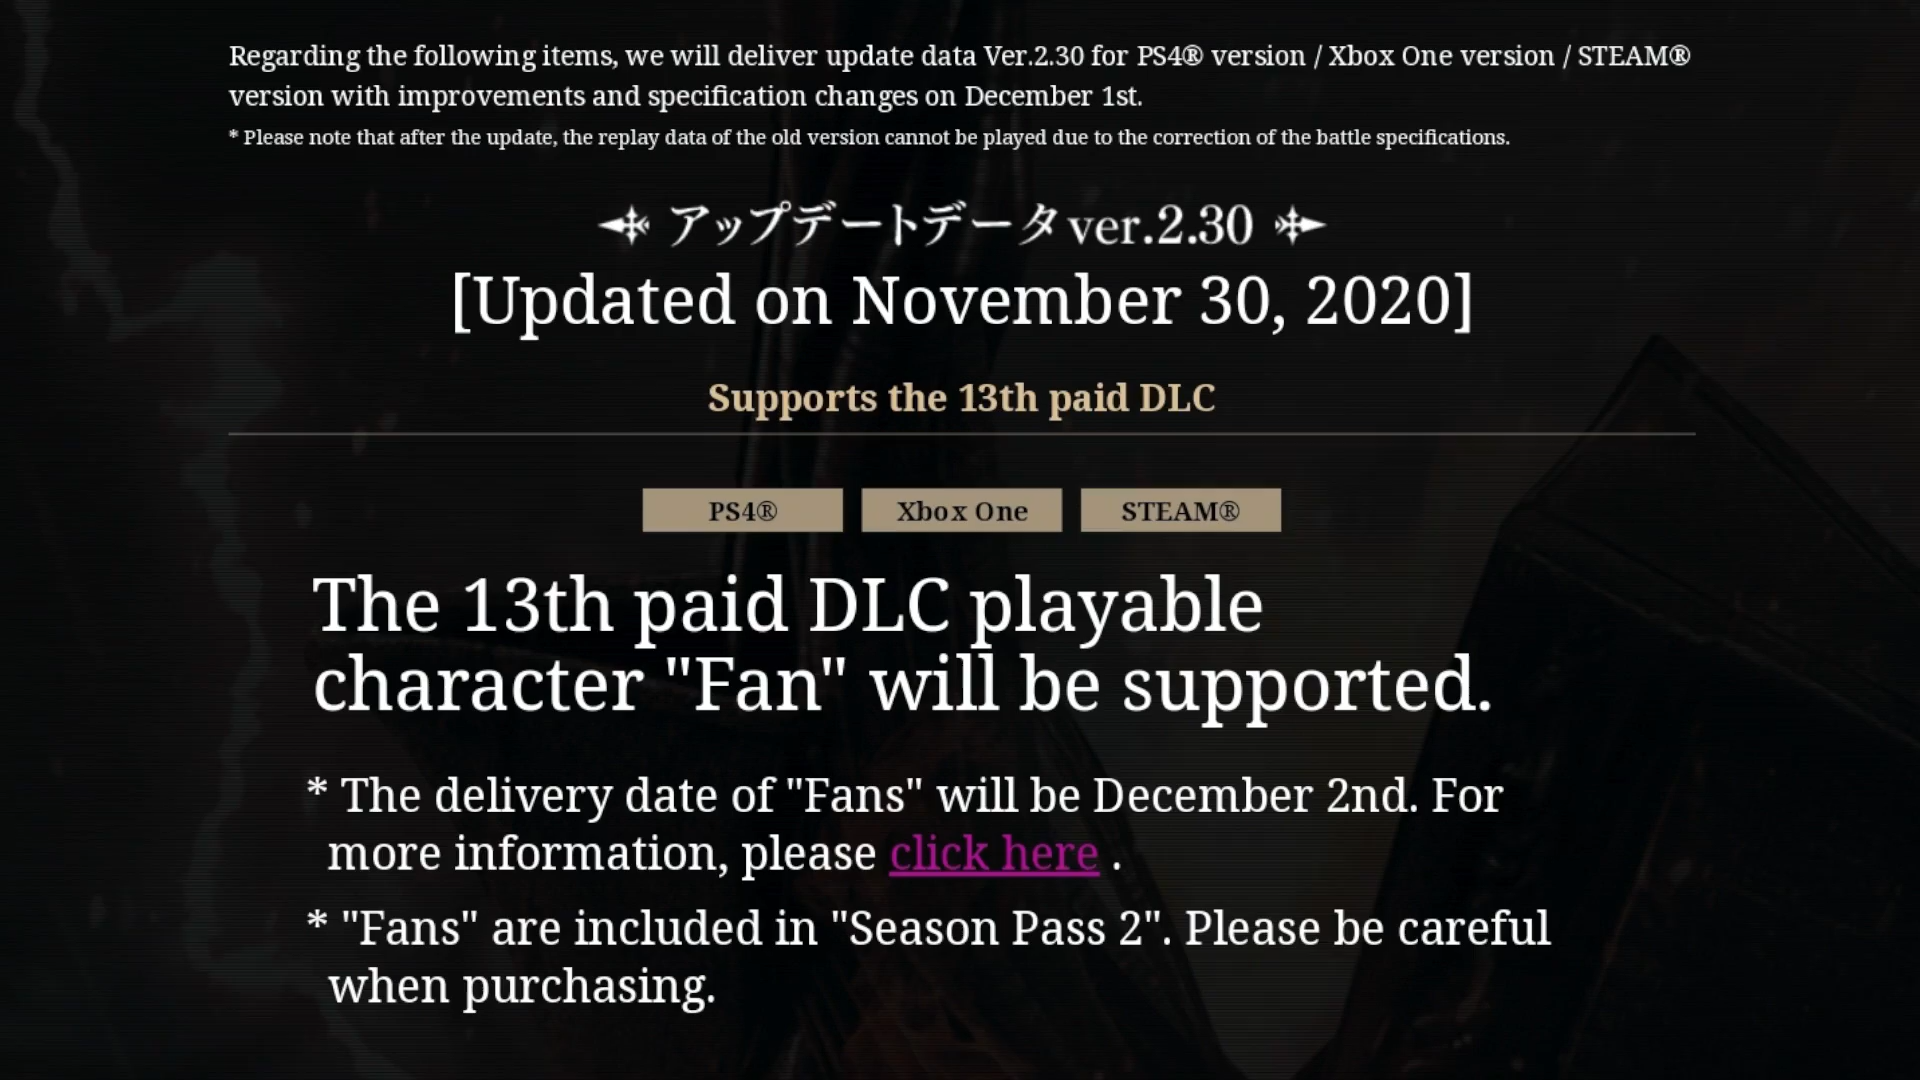 Regarding the following items, we will deliver update data Ver.2.30 for PS4® version / Xbox One version / STEAM®
version with improvements and specification changes on December 1st.
* Please note that after the update, the replay data of the old version cannot be played due to the correction of the battle specifications.
アップデートデータver.2.30
[Updated on November 30, 2020]
Supports the 13th paid DLC
PS4® Xbox One STEAM®
The 13th paid DLC playable
character "Fan" will be supported.
* The delivery date of "Fans" will be December 2nd. For
more information, please click here .
* "Fans" are included in "Season Pass 2". Please be careful
when purchasing.